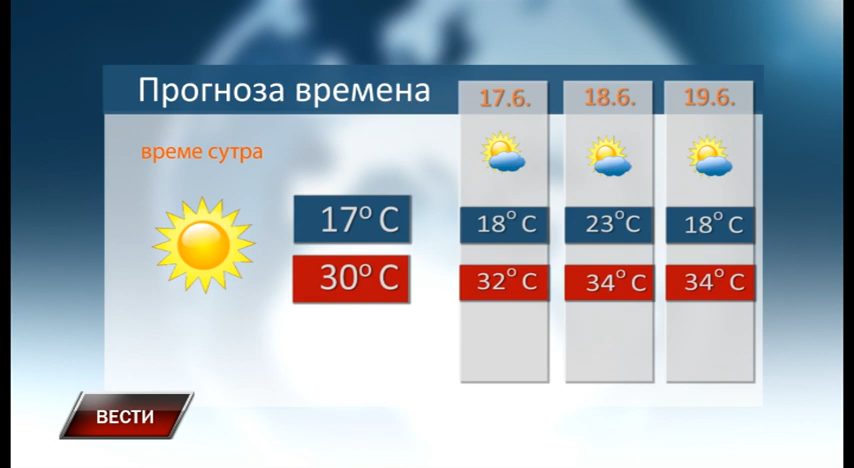 Прогноза времена
време сутра
17° C
30° C
17.6.
18° C
32° C
18.6.
23°C
34° C
19.6.
18° C
34° C
ВЕСТИ